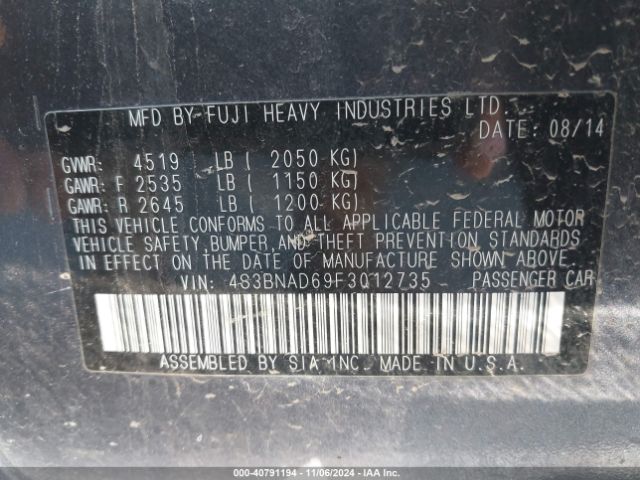 MFD BY FUJI HEAVY INDUSTRIES LTD.
DATE: 08/14
GVWR: 4519 LB ( 2050 KG)
GAWR: F 2535 LB ( 1150 KG)
GAWR: R 2645 LB ( 1200 KG)
THIS VEHICLE CONFORMS TO ALL APPLICABLE FEDERAL MOTOR
VEHICLE SAFETY, BUMPER, AND THEFT PREVENTION STANDARDS
IN EFFECT ON THE DATE OF MANUFACTURE SHOWN ABOVE.
VIN: 4S3BNAD69F3012735 PASSENGER CAR
ASSEMBLED BY SIA INC. MADE IN U.S.A.
000-40791194 - 11/06/2024 - IAA Inc.